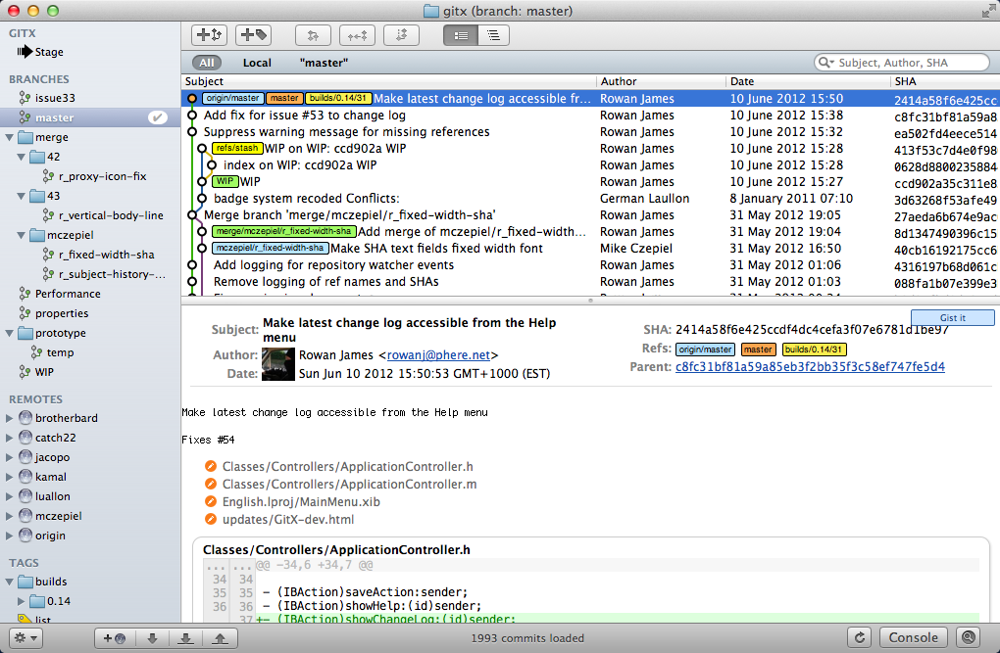 gitx (branch: master)
GITX
Stage
BRANCHES
issue33
master
merge
42
r_proxy-icon-fix
43
r_vertical-body-line
mczepiel
r_fixed-width-sha
r_subject-history-...
Performance
properties
prototype
temp
WIP
REMOTES
brotherbard
catch22
jacopo
kamal
luallon
mczepiel
origin
TAGS
builds
0.14
list
All Local "master" Subject, Author, SHA
Subject Author Date SHA
origin/master master builds/0.14/31 Make latest change log accessible fr... Rowan James 10 June 2012 15:50 2414a58f6e425cc
Add fix for issue #53 to change log Rowan James 10 June 2012 15:38 c8fc31bf81a59a8
Suppress warning message for missing references Rowan James 10 June 2012 15:32 ea502fd4eece514
refs/stash WIP on WIP: ccd902a WIP Rowan James 10 June 2012 15:28 413f53c7d4e0f98
index on WIP: ccd902a WIP Rowan James 10 June 2012 15:28 0628d8800235884
WIP WIP Rowan James 10 June 2012 15:27 ccd902a35c311e8
badge system recoded Conflicts: German Laullon 8 January 2011 07:10 3d63268f53afe49
Merge branch 'merge/mczepiel/r_fixed-width-sha' Rowan James 31 May 2012 19:05 27aeda6b674e9ac
merge/mczepiel/r_fixed-width-sha Add merge of mczepiel/r_fixed-width... Rowan James 31 May 2012 19:04 8d1347490396c15
mczepiel/r_fixed-width-sha Make SHA text fields fixed width font Mike Czepiel 31 May 2012 16:50 40cb16192175cc6
Add logging for repository watcher events Rowan James 31 May 2012 01:06 4316197b68d061c
Remove logging of ref names and SHAs Rowan James 31 May 2012 01:03 088fa1b07e399e3
Gist it
Subject: Make latest change log accessible from the Help menu
Author: Rowan James <rowanj@phere.net>
Date: Sun Jun 10 2012 15:50:53 GMT+1000 (EST)
SHA: 2414a58f6e425ccdf4dc4cefa3f07e6781d1be97
Refs: origin/master master builds/0.14/31
Parent: c8fc31bf81a59a85eb3f2bb35f3c58ef747fe5d4
Make latest change log accessible from the Help menu
Fixes #54
Classes/Controllers/ApplicationController.h
Classes/Controllers/ApplicationController.m
English.lproj/MainMenu.xib
updates/GitX-dev.html
Classes/Controllers/ApplicationController.h
... ... @@ -34,6 +34,7 @@
34 34
35 35 - (IBAction)saveAction:sender;
36 36 - (IBAction)showHelp:(id)sender;
37 +- (IBAction)showChangeLog:(id)sender;
1993 commits loaded
Console